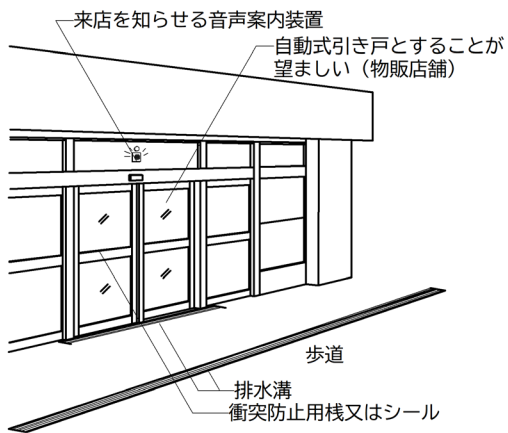 来店を知らせる音声案内装置
自動式引き戸とすることが
望ましい（物販店舗）
歩道
排水溝
衝突防止用桟又はシール